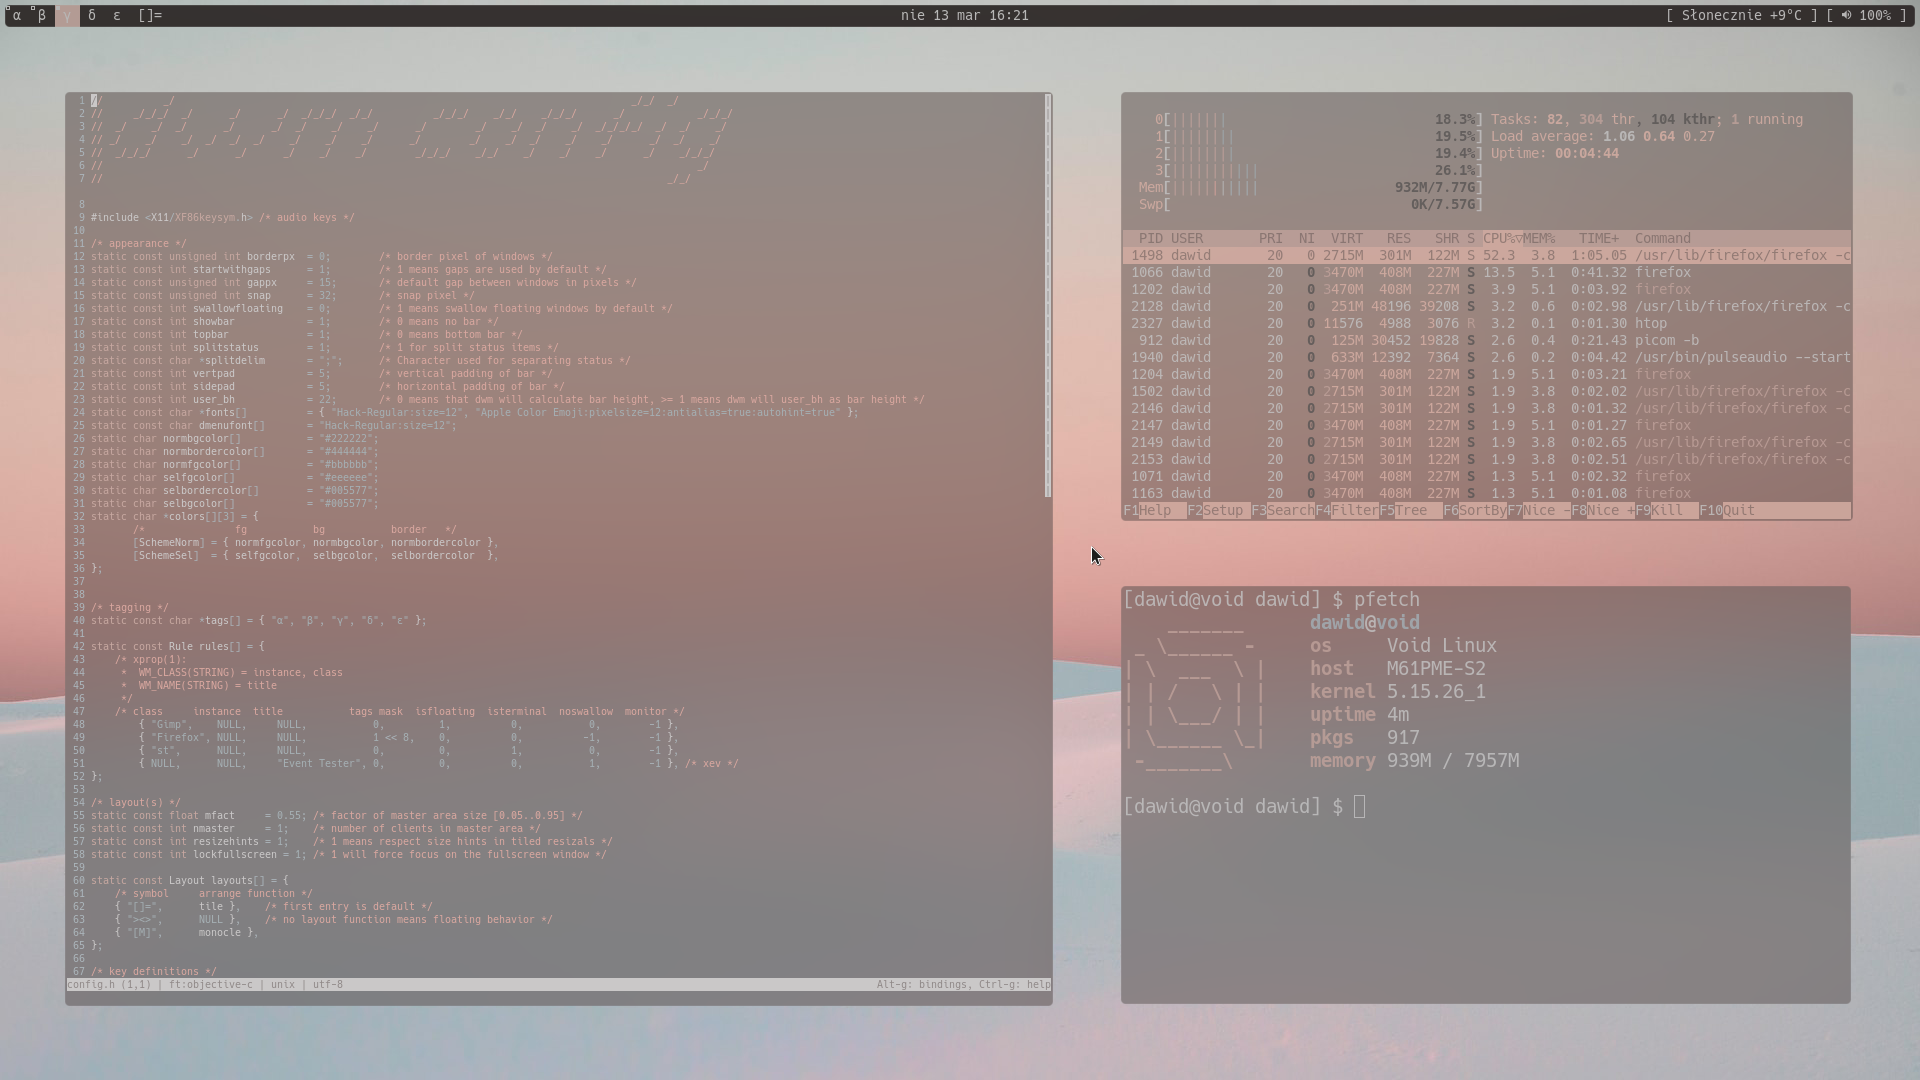 α β γ δ ε []=
nie 13 mar 16:21
[ Słonecznie +9°C ] [ 🔊 100% ]
1 //          _/                                                                            _/_/  _/
2 //     _/_/_/ _/      _/      _/  _/_/_/  _/_/          _/_/_/    _/_/    _/_/_/      _/            _/_/_/
3 //  _/    _/  _/      _/      _/  _/    _/    _/      _/        _/    _/  _/    _/  _/_/_/_/  _/  _/    _/
4 // _/    _/    _/  _/  _/  _/    _/    _/    _/      _/        _/    _/  _/    _/    _/      _/  _/    _/
5 //  _/_/_/      _/      _/      _/    _/    _/        _/_/_/    _/_/    _/    _/    _/      _/    _/_/_/
6 //                                                                                                   _/
7 //                                                                                              _/_/
8
9 #include <X11/XF86keysym.h> /* audio keys */
10
11 /* appearance */
12 static const unsigned int borderpx  = 0;        /* border pixel of windows */
13 static const int startwithgaps      = 1;        /* 1 means gaps are used by default */
14 static const unsigned int gappx     = 15;       /* default gap between windows in pixels */
15 static const unsigned int snap      = 32;       /* snap pixel */
16 static const int swallowfloating    = 0;        /* 1 means swallow floating windows by default */
17 static const int showbar            = 1;        /* 0 means no bar */
18 static const int topbar             = 1;        /* 0 means bottom bar */
19 static const int splitstatus        = 1;        /* 1 for split status items */
20 static const char *splitdelim       = ";";      /* Character used for separating status */
21 static const int vertpad            = 5;        /* vertical padding of bar */
22 static const int sidepad            = 5;        /* horizontal padding of bar */
23 static const int user_bh            = 22;       /* 0 means that dwm will calculate bar height, >= 1 means dwm will user_bh as bar height */
24 static const char *fonts[]          = { "Hack-Regular:size=12", "Apple Color Emoji:pixelsize=12:antialias=true:autohint=true" };
25 static const char dmenufont[]       = "Hack-Regular:size=12";
26 static char normbgcolor[]           = "#222222";
27 static char normbordercolor[]       = "#444444";
28 static char normfgcolor[]           = "#bbbbbb";
29 static char selfgcolor[]            = "#eeeeee";
30 static char selbordercolor[]        = "#005577";
31 static char selbgcolor[]            = "#005577";
32 static char *colors[][3] = {
33        /*               fg           bg           border   */
34        [SchemeNorm] = { normfgcolor, normbgcolor, normbordercolor },
35        [SchemeSel]  = { selfgcolor,  selbgcolor,  selbordercolor  },
36 };
37
38
39 /* tagging */
40 static const char *tags[] = { "α", "β", "γ", "δ", "ε" };
41
42 static const Rule rules[] = {
43     /* xprop(1):
44      *  WM_CLASS(STRING) = instance, class
45      *  WM_NAME(STRING) = title
46      */
47     /* class     instance  title           tags mask  isfloating  isterminal  noswallow  monitor */
48         { "Gimp",    NULL,     NULL,           0,         1,          0,           0,        -1 },
49         { "Firefox", NULL,     NULL,           1 << 8,    0,          0,          -1,        -1 },
50         { "st",      NULL,     NULL,           0,         0,          1,           0,        -1 },
51         { NULL,      NULL,     "Event Tester", 0,         0,          0,           1,        -1 }, /* xev */
52 };
53
54 /* layout(s) */
55 static const float mfact     = 0.55; /* factor of master area size [0.05..0.95] */
56 static const int nmaster     = 1;    /* number of clients in master area */
57 static const int resizehints = 1;    /* 1 means respect size hints in tiled resizals */
58 static const int lockfullscreen = 1; /* 1 will force focus on the fullscreen window */
59
60 static const Layout layouts[] = {
61     /* symbol     arrange function */
62     { "[]=",      tile },    /* first entry is default */
63     { "><>",      NULL },    /* no layout function means floating behavior */
64     { "[M]",      monocle },
65 };
66
67 /* key definitions */
config.h (1,1) | ft:objective-c | unix | utf-8 Alt-g: bindings, Ctrl-g: help
0[||||||| 18.3%] Tasks: 82, 304 thr, 104 kthr; 1 running
1[|||||||| 19.5%] Load average: 1.06 0.64 0.27
2[|||||||| 19.4%] Uptime: 00:04:44
3[||||||||||| 26.1%]
Mem[||||||||||| 932M/7.77G]
Swp[ 0K/7.57G]
PID USER PRI NI VIRT RES SHR S CPU%▽MEM% TIME+ Command
1498 dawid 20 0 2715M 301M 122M S 52.3 3.8 1:05.05 /usr/lib/firefox/firefox -c
1066 dawid 20 0 3470M 408M 227M S 13.5 5.1 0:41.32 firefox
1202 dawid 20 0 3470M 408M 227M S 3.9 5.1 0:03.92 firefox
2128 dawid 20 0 251M 48196 39208 S 3.2 0.6 0:02.98 /usr/lib/firefox/firefox -c
2327 dawid 20 0 11576 4988 3076 R 3.2 0.1 0:01.30 htop
912 dawid 20 0 125M 30452 19828 S 2.6 0.4 0:21.43 picom -b
1940 dawid 20 0 633M 12392 7364 S 2.6 0.2 0:04.42 /usr/bin/pulseaudio --start
1204 dawid 20 0 3470M 408M 227M S 1.9 5.1 0:03.21 firefox
1502 dawid 20 0 2715M 301M 122M S 1.9 3.8 0:02.02 /usr/lib/firefox/firefox -c
2146 dawid 20 0 2715M 301M 122M S 1.9 3.8 0:01.32 /usr/lib/firefox/firefox -c
2147 dawid 20 0 3470M 408M 227M S 1.9 5.1 0:01.27 firefox
2149 dawid 20 0 2715M 301M 122M S 1.9 3.8 0:02.65 /usr/lib/firefox/firefox -c
2153 dawid 20 0 2715M 301M 122M S 1.9 3.8 0:02.51 /usr/lib/firefox/firefox -c
1071 dawid 20 0 3470M 408M 227M S 1.3 5.1 0:02.32 firefox
1163 dawid 20 0 3470M 408M 227M S 1.3 5.1 0:01.08 firefox
F1Help F2Setup F3SearchF4FilterF5Tree F6SortByF7Nice -F8Nice +F9Kill F10Quit
[dawid@void dawid] $ pfetch
    _______      dawid@void
 _ \______ -     os     Void Linux
| \  ___  \ |    host   M61PME-S2
| | /   \ | |    kernel 5.15.26_1
| | \___/ | |    uptime 4m
| \______ \_|    pkgs   917
 -_______\       memory 939M / 7957M
[dawid@void dawid] $